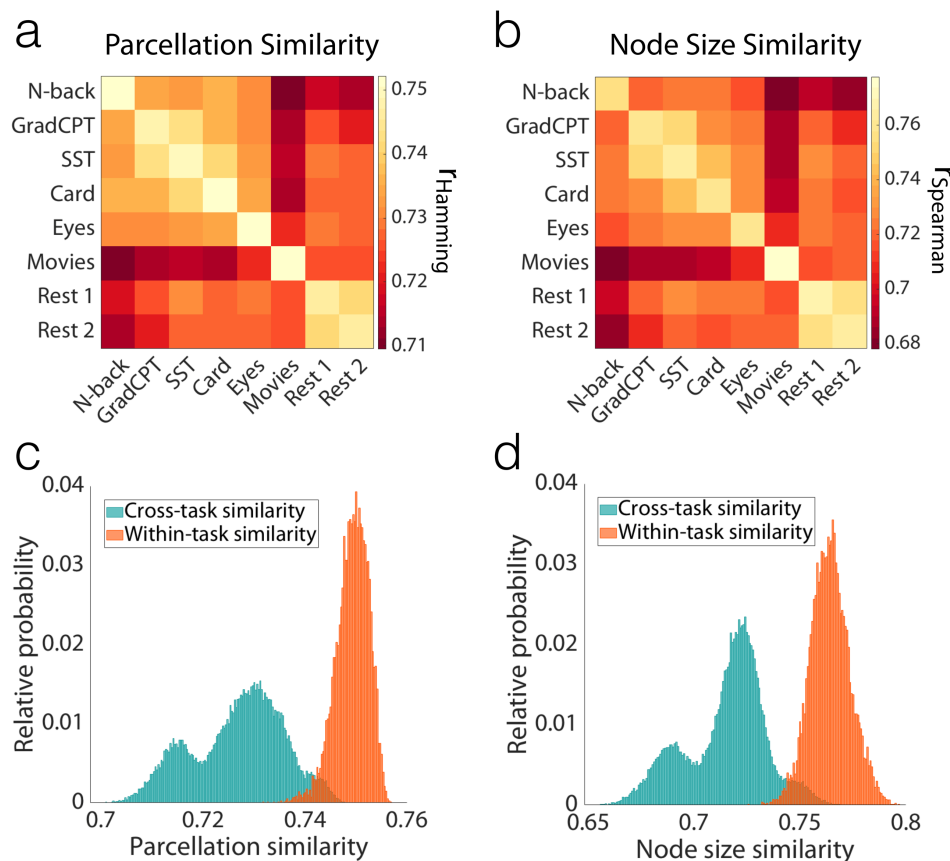 a
Parcellation Similarity
N-back
GradCPT
SST
Card
Eyes
Movies
Rest 1
Rest 2
N-back
GradCPT
SST
Card
Eyes
Movies
Rest 1
Rest 2
0.75
0.74
0.73
0.72
0.71
rHamming
b
Node Size Similarity
N-back
GradCPT
SST
Card
Eyes
Movies
Rest 1
Rest 2
N-back
GradCPT
SST
Card
Eyes
Movies
Rest 1
Rest 2
0.76
0.74
0.72
0.7
0.68
rSpearman
c
Relative probability
0.04
0.03
0.02
0.01
0
Cross-task similarity
Within-task similarity
0.7
0.72
0.74
0.76
Parcellation similarity
d
Relative probability
0.04
0.03
0.02
0.01
0
Cross-task similarity
Within-task similarity
0.65
0.7
0.75
0.8
Node size similarity